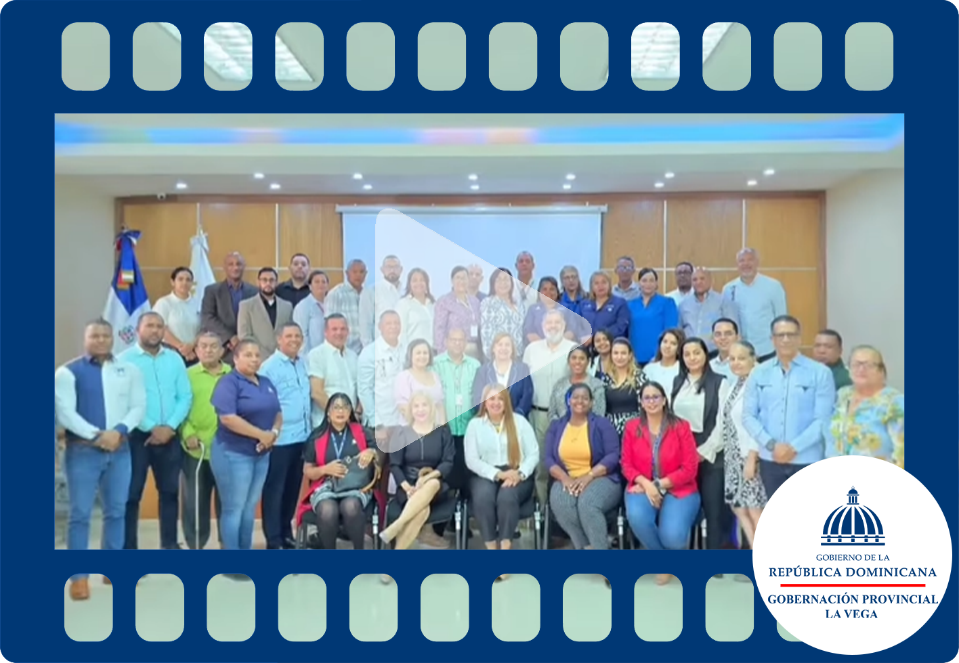 GOBIERNO DE LA
REPÚBLICA DOMINICANA
GOBERNACIÓN PROVINCIAL
LA VEGA